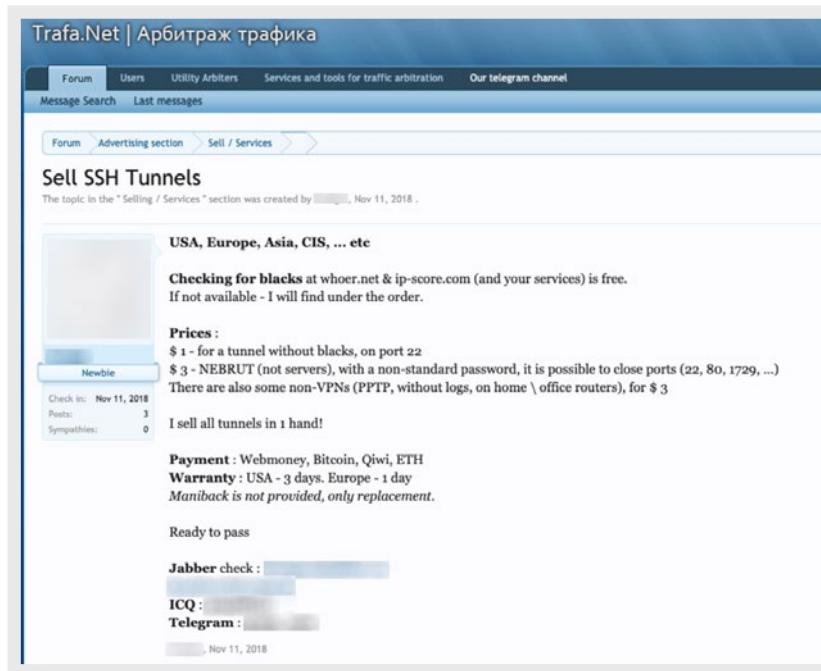 Trafa.Net | Арбитраж трафика
Forum Users Utility Arbiters Services and tools for traffic arbitration Our telegram channel
Message Search Last messages
Forum Advertising section Sell / Services
Sell SSH Tunnels
The topic in the " Selling / Services " section was created by , Nov 11, 2018 .
USA, Europe, Asia, CIS, ... etc
Checking for blacks at whoer.net & ip-score.com (and your services) is free.
If not available - I will find under the order.
Prices :
$ 1 - for a tunnel without blacks, on port 22
$ 3 - NEBRUT (not servers), with a non-standard password, it is possible to close ports (22, 80, 1729, ...)
There are also some non-VPNs (PPTP, without logs, on home \ office routers), for $ 3
Newbie
Check in: Nov 11, 2018
Posts: 3
Sympathies: 0
I sell all tunnels in 1 hand!
Payment : Webmoney, Bitcoin, Qiwi, ETH
Warranty : USA - 3 days. Europe - 1 day
Maniback is not provided, only replacement.
Ready to pass
Jabber check :
ICQ :
Telegram :
, Nov 11, 2018